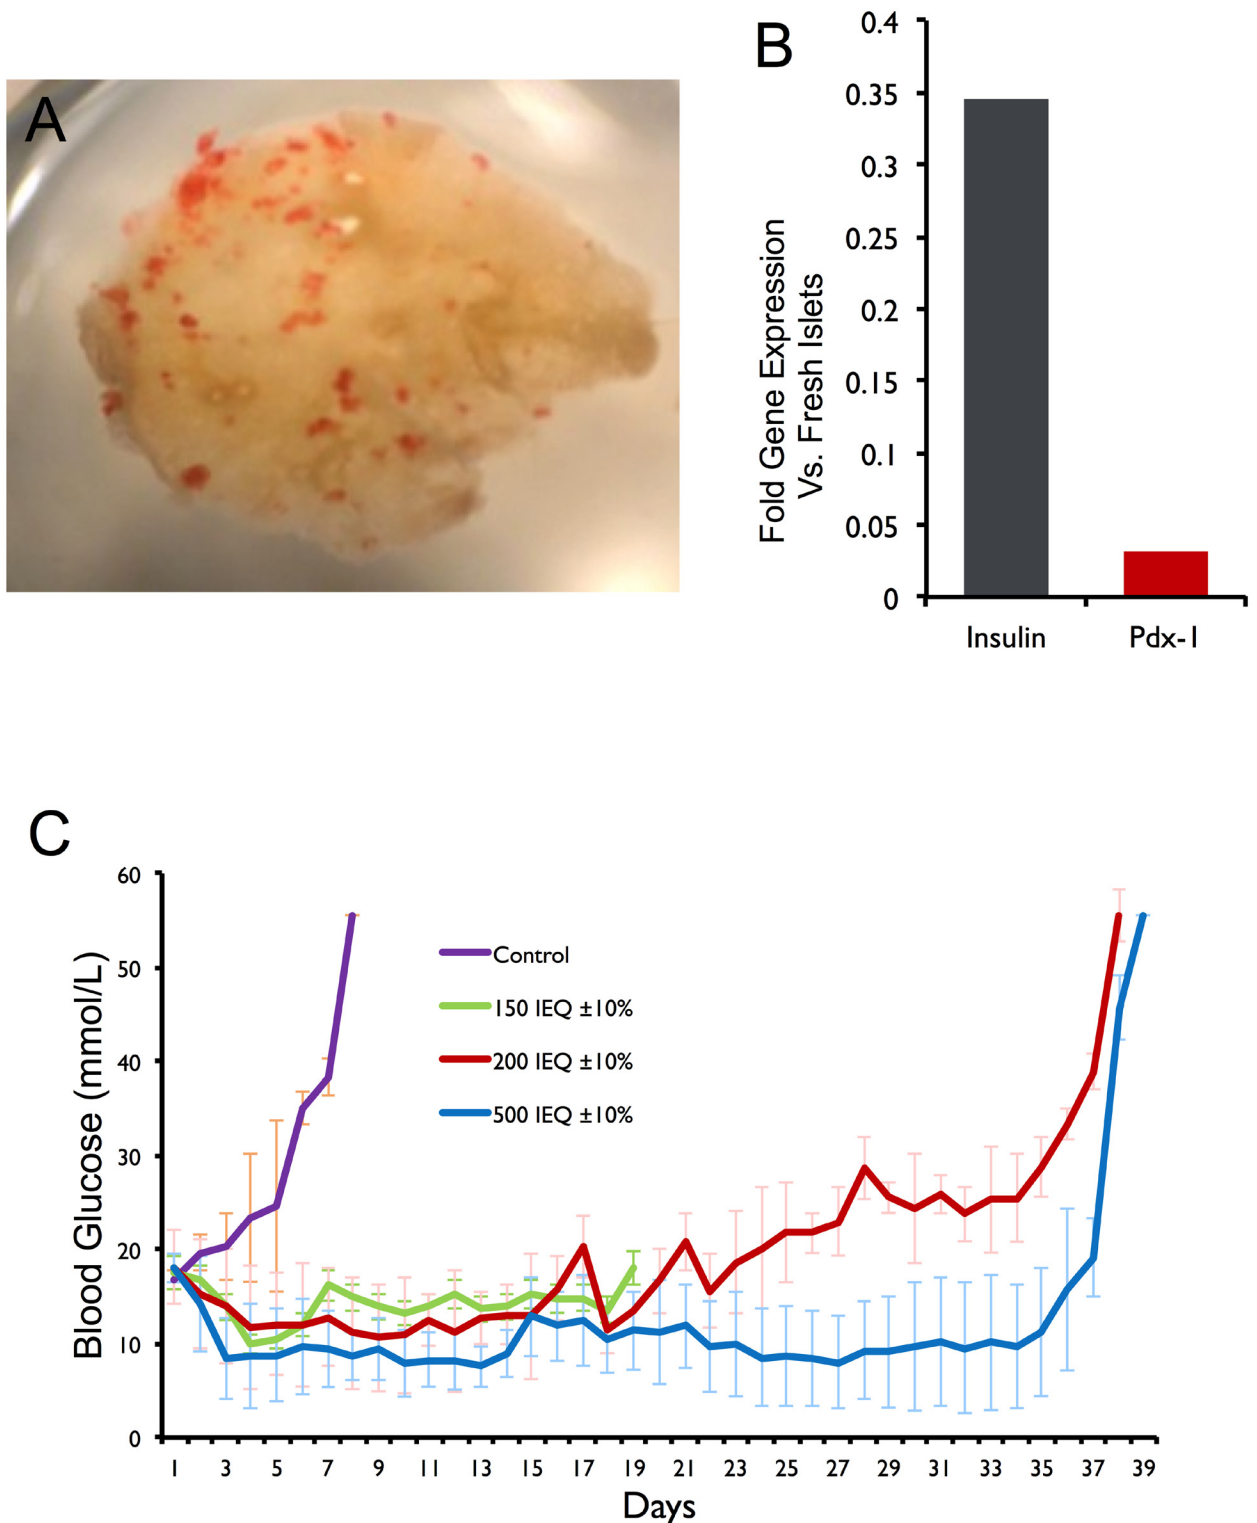 A
B
0.4
0.35
0.3
0.25
0.2
0.15
0.1
0.05
0
Fold Gene Expression
Vs. Fresh Islets
Insulin Pdx-1
C
60
50
40
30
20
10
0
Blood Glucose (mmol/L)
Control
150 IEQ ±10%
200 IEQ ±10%
500 IEQ ±10%
1 3 5 7 9 11 13 15 17 19 21 23 25 27 29 31 33 35 37 39
Days